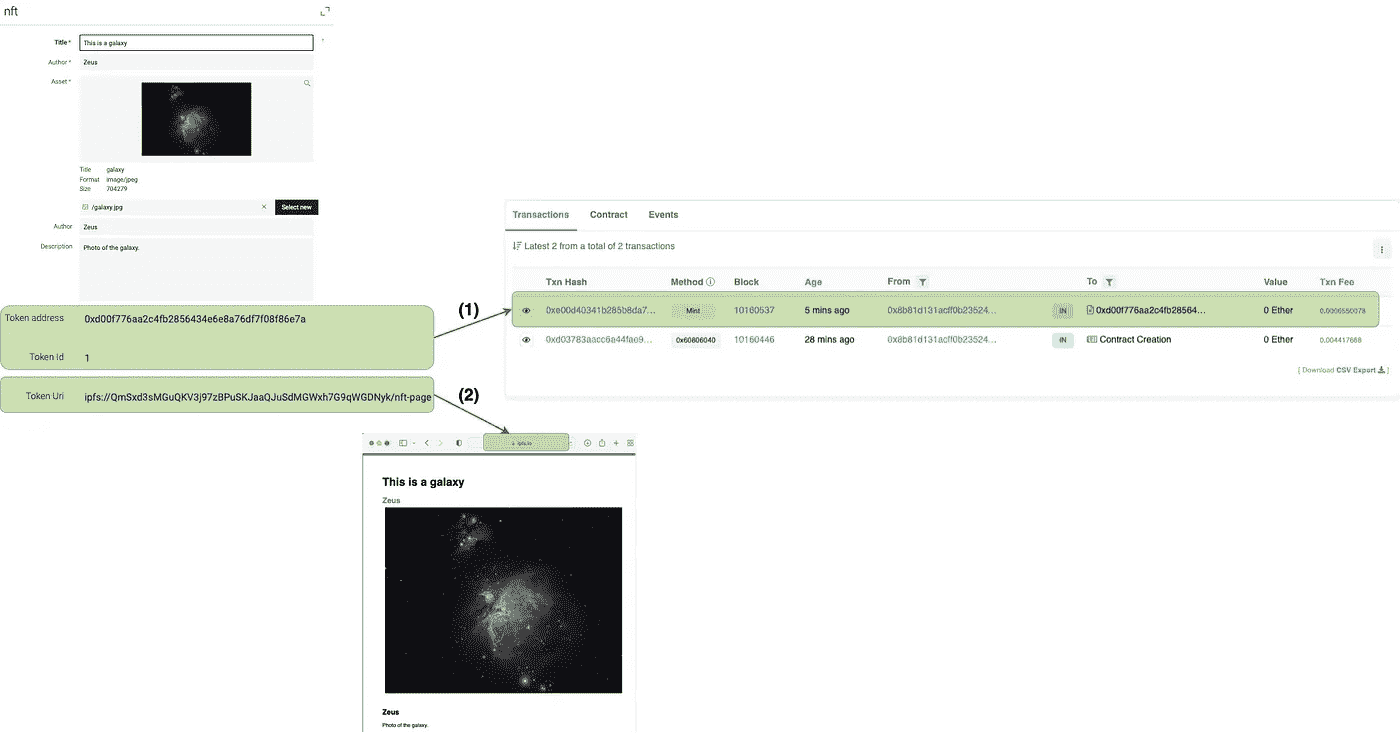 nft
Title * This is a galaxy
Author * Zeus
Asset *
Title galaxy
Format image/jpeg
Size 704279
/galaxy.jpg × Select new
Author Zeus
Description Photo of the galaxy.
Token address 0xd00f776aa2c4fb2856434e6e8a76df7f08f86e7a
Token Id 1
Token Uri ipfs://QmSxd3sMGuQKV3j97zBPuSKJaaQJuSdMGWxh7G9qWGDNyk/nft-page
(1)
(2)
Transactions Contract Events
Latest 2 from a total of 2 transactions
Txn Hash Method Block Age From To Value Txn Fee
0xe00d40341b285b8da7... Mint 10160537 5 mins ago 0x8b81d131acff0b23524... IN 0xd00f776aa2c4fb28564... 0 Ether 0.0006550078
0xd03783aacc6a44fae9... 0x60806040 10160446 28 mins ago 0x8b81d131acff0b23524... IN Contract Creation 0 Ether 0.004417668
[ Download CSV Export ]
ipfs.io
This is a galaxy
Zeus
Zeus
Photo of the galaxy.